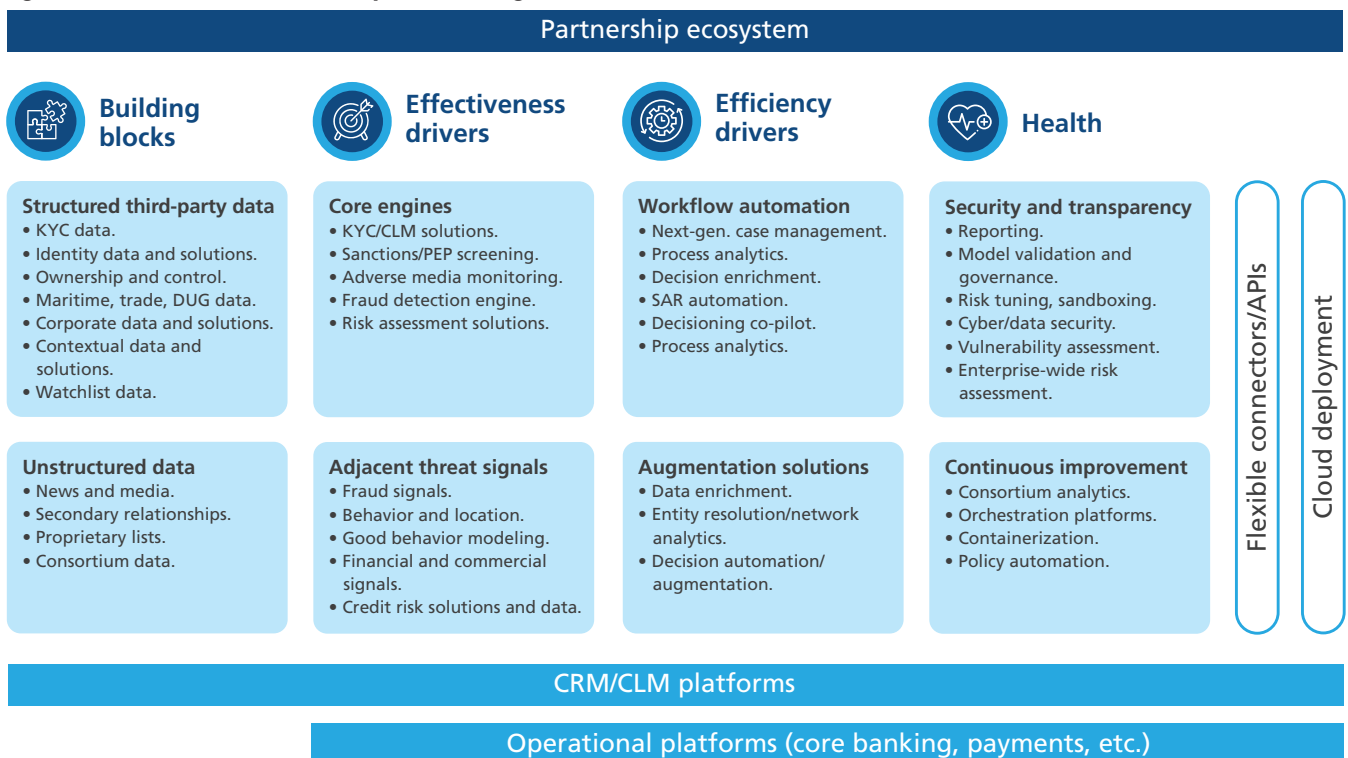 Partnership ecosystem
Building
blocks
Effectiveness
drivers
Efficiency
drivers
Health
Structured third-party data
• KYC data.
• Identity data and solutions.
• Ownership and control.
• Maritime, trade, DUG data.
• Corporate data and solutions.
• Contextual data and
solutions.
• Watchlist data.
Core engines
• KYC/CLM solutions.
• Sanctions/PEP screening.
• Adverse media monitoring.
• Fraud detection engine.
• Risk assessment solutions.
Workflow automation
• Next-gen. case management.
• Process analytics.
• Decision enrichment.
• SAR automation.
• Decisioning co-pilot.
• Process analytics.
Security and transparency
• Reporting.
• Model validation and
governance.
• Risk tuning, sandboxing.
• Cyber/data security.
• Vulnerability assessment.
• Enterprise-wide risk
assessment.
Unstructured data
• News and media.
• Secondary relationships.
• Proprietary lists.
• Consortium data.
Adjacent threat signals
• Fraud signals.
• Behavior and location.
• Good behavior modeling.
• Financial and commercial
signals.
• Credit risk solutions and data.
Augmentation solutions
• Data enrichment.
• Entity resolution/network
analytics.
• Decision automation/
augmentation.
Continuous improvement
• Consortium analytics.
• Orchestration platforms.
• Containerization.
• Policy automation.
Flexible connectors/APIs
Cloud deployment
CRM/CLM platforms
Operational platforms (core banking, payments, etc.)